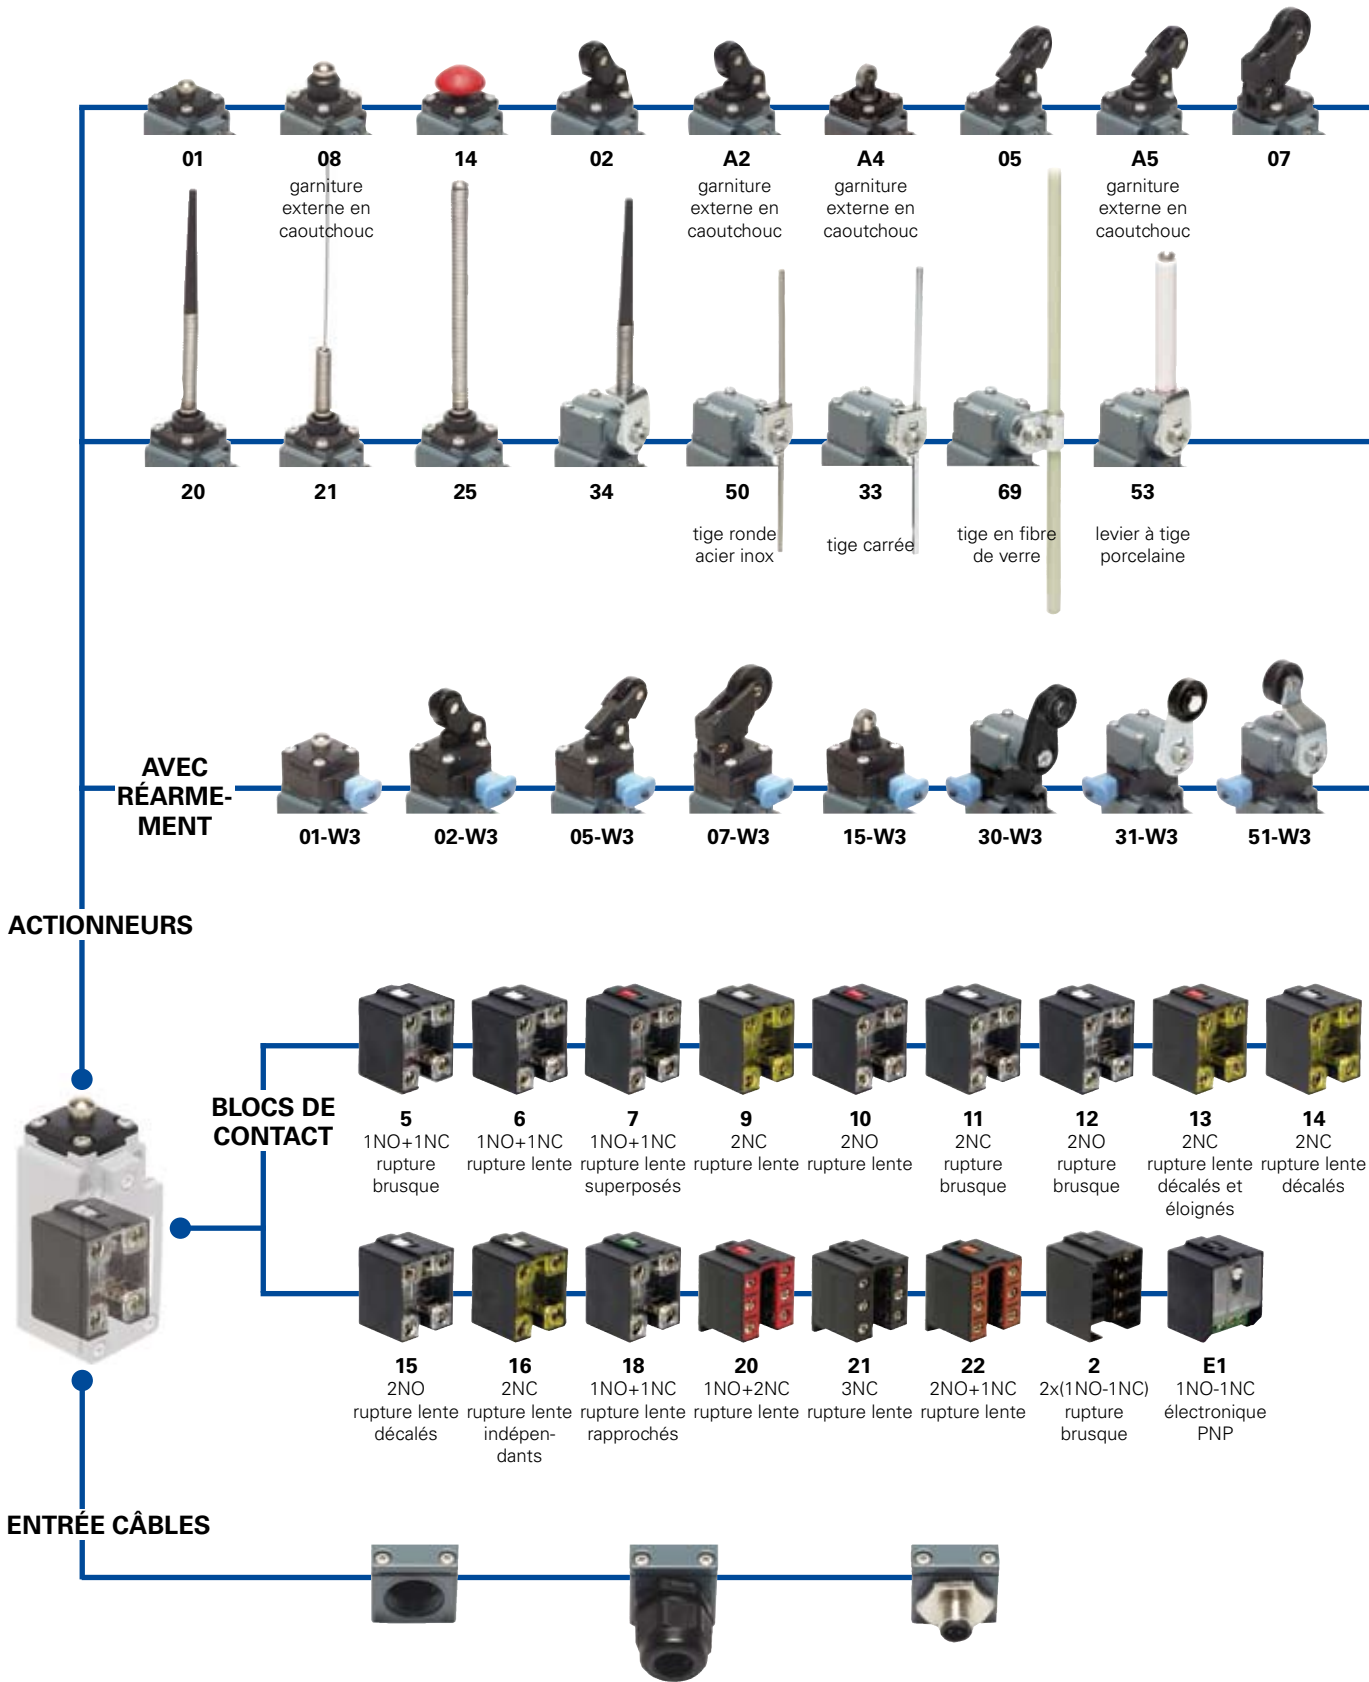 01
08
14
02
A2
A4
05
A5
07
garniture
externe en
caoutchouc
garniture
externe en
caoutchouc
garniture
externe en
caoutchouc
garniture
externe en
caoutchouc
20
21
25
34
50
33
69
53
tige ronde
acier inox
tige carrée
tige en fibre
de verre
levier à tige
porcelaine
AVEC
RÉARME-
MENT
01-W3
02-W3
05-W3
07-W3
15-W3
30-W3
31-W3
51-W3
ACTIONNEURS
BLOCS DE
CONTACT
5
1NO+1NC
rupture
brusque
6
1NO+1NC
rupture lente
7
1NO+1NC
rupture lente
superposés
9
2NC
rupture lente
10
2NO
rupture lente
11
2NC
rupture
brusque
12
2NO
rupture
brusque
13
2NC
rupture lente
décalés et
éloignés
14
2NC
rupture lente
décalés
15
2NO
rupture lente
décalés
16
2NC
rupture lente
indépen-
dants
18
1NO+1NC
rupture lente
rapprochés
20
1NO+2NC
rupture lente
21
3NC
rupture lente
22
2NO+1NC
rupture lente
2
2x(1NO-1NC)
rupture
brusque
E1
1NO-1NC
électronique
PNP
ENTRÉE CÂBLES